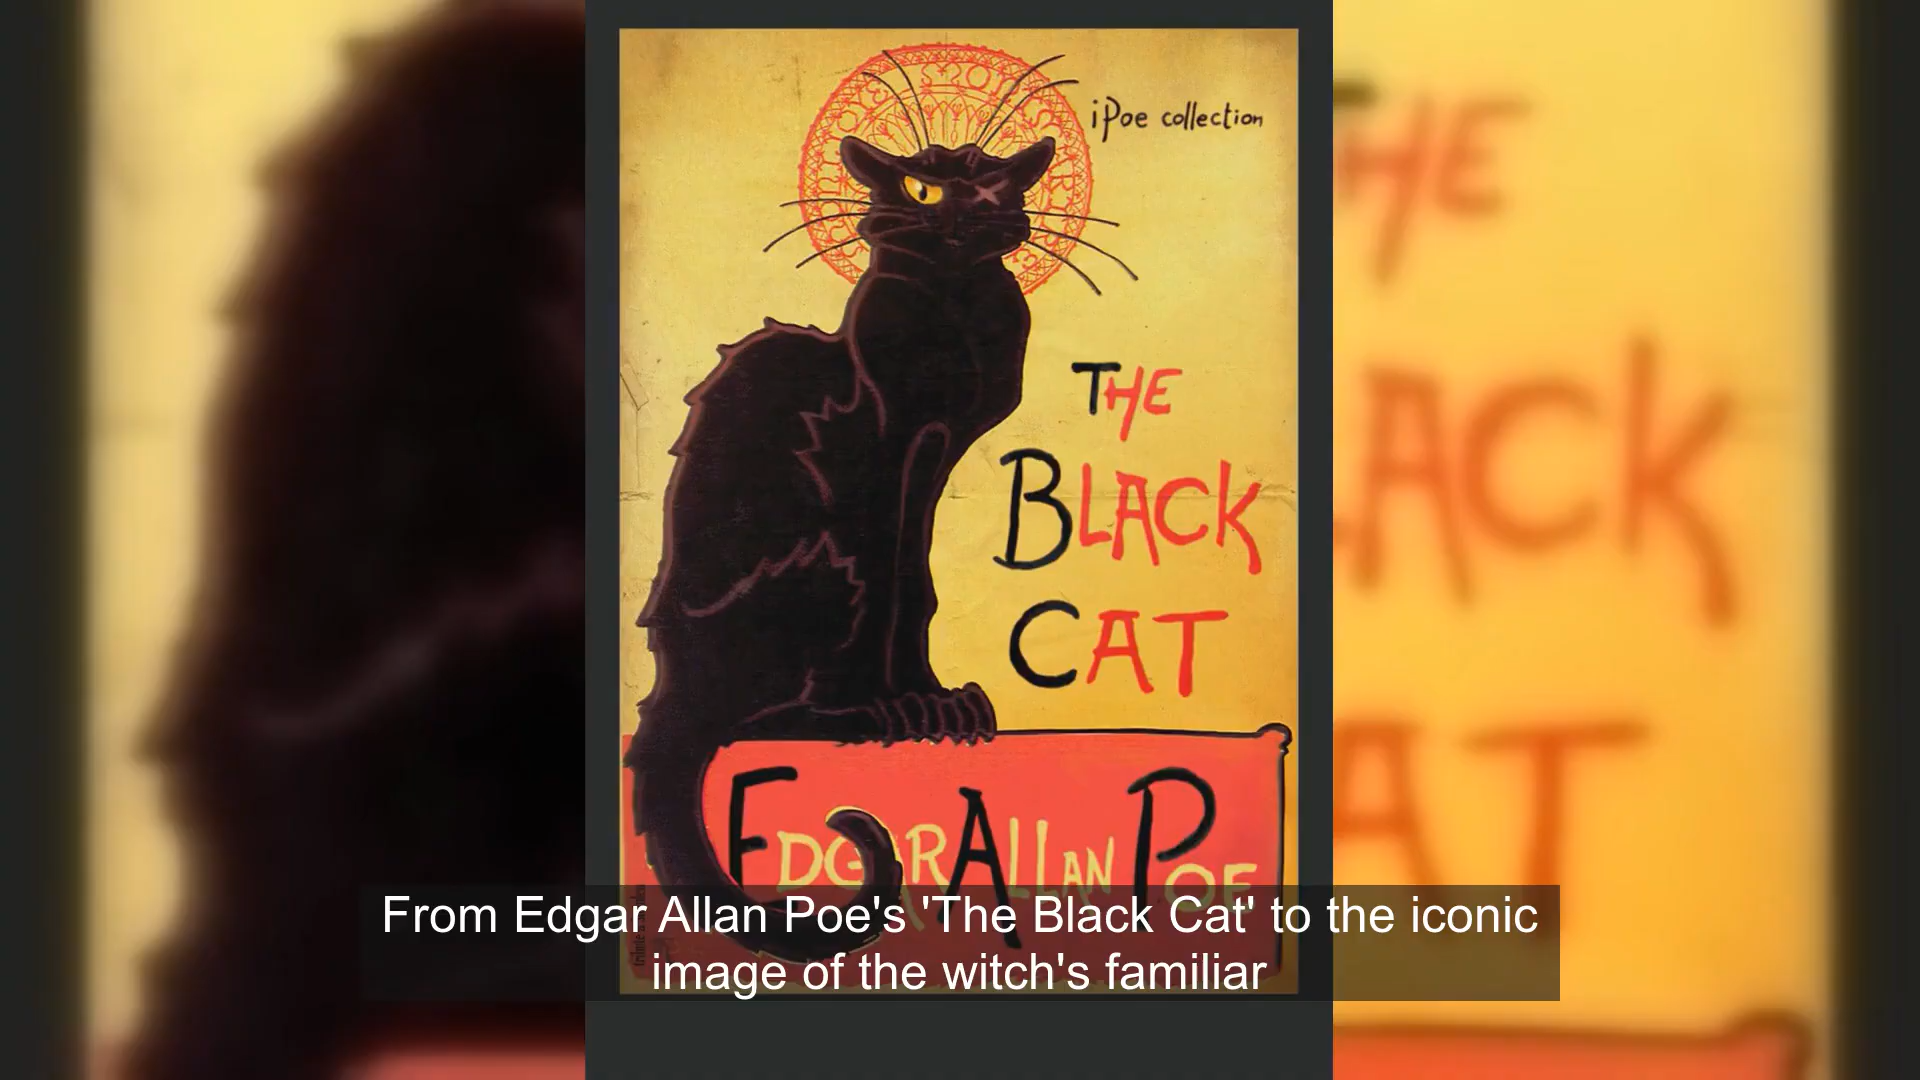 iPoe collection
THE
BLACK
CAT
EDGAR ALLAN POE
From Edgar Allan Poe's 'The Black Cat' to the iconic
image of the witch's familiar